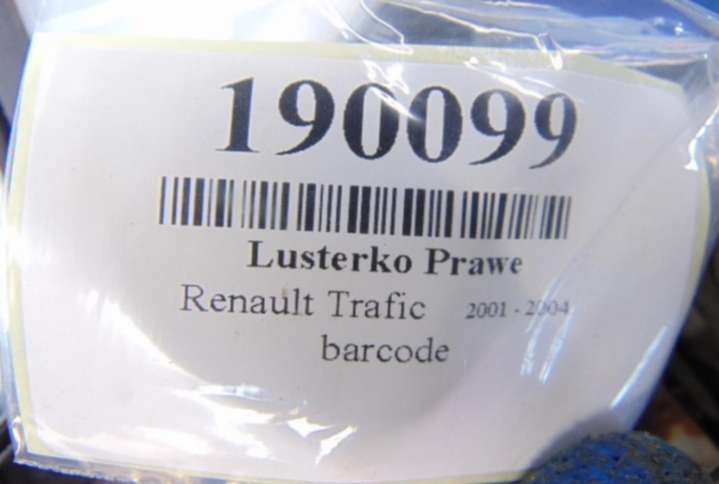 190099
Lusterko Prawe
Renault Trafic 2001 - 2004
barcode